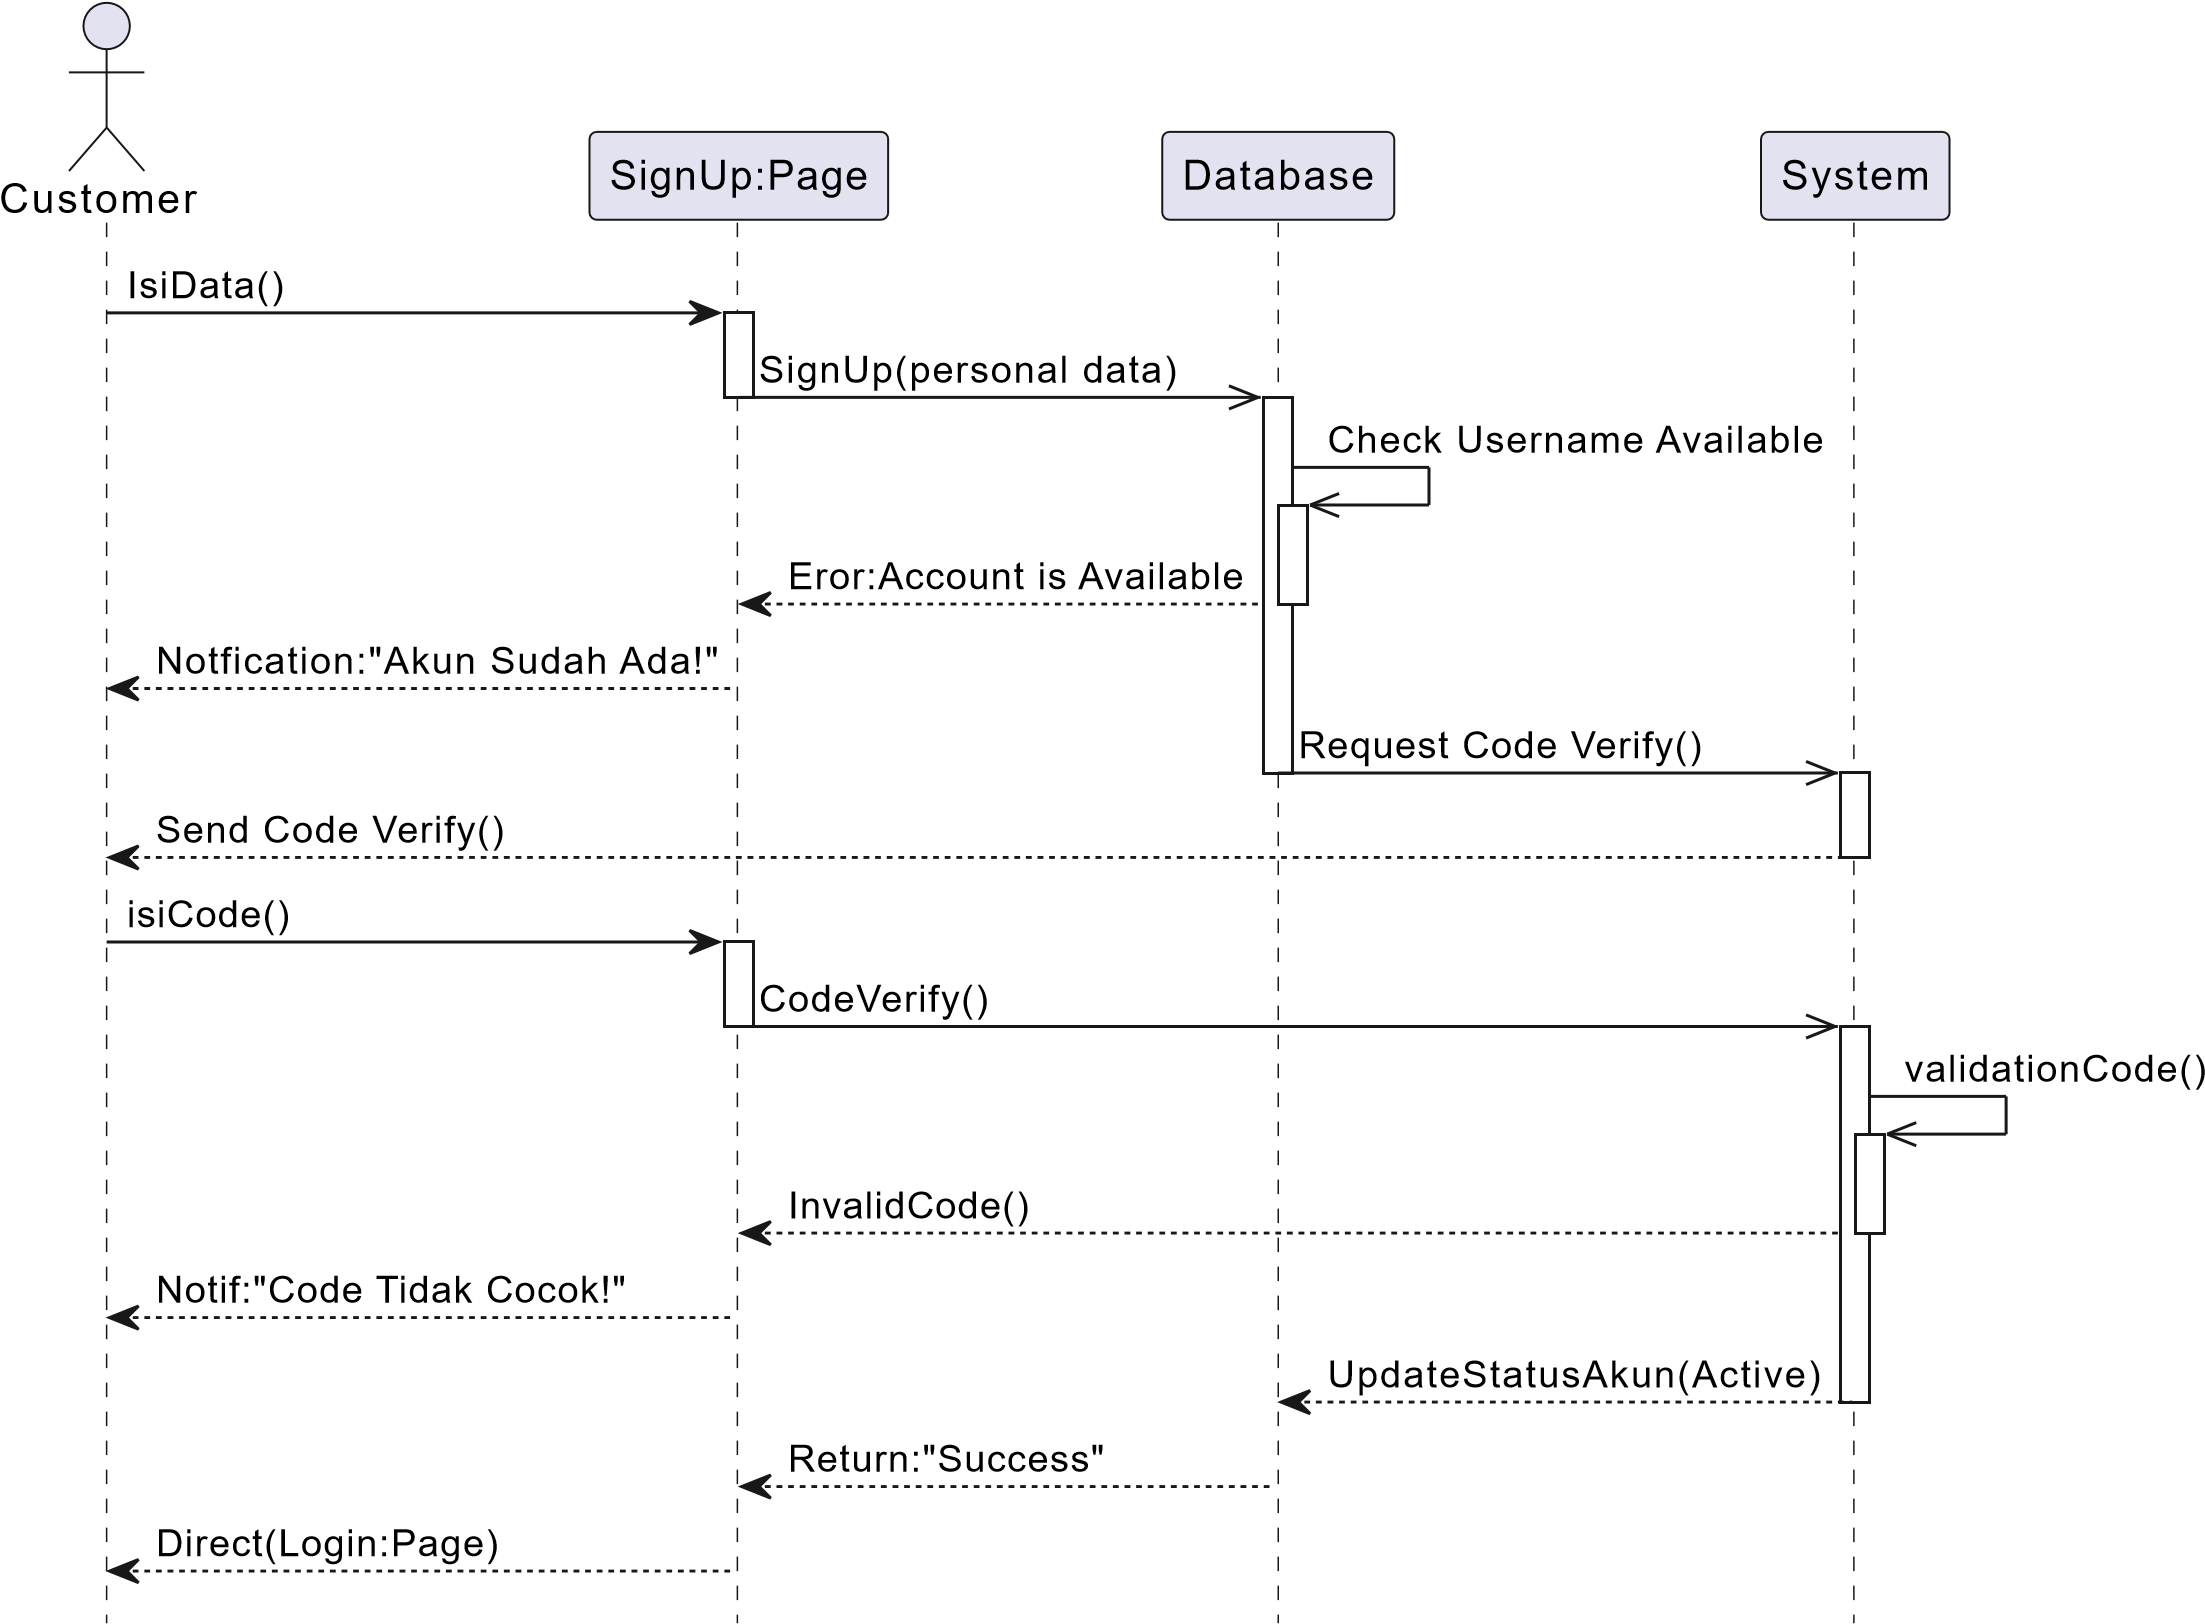 Customer
SignUp:Page
Database
System
IsiData()
SignUp(personal data)
Check Username Available
Eror:Account is Available
Notfication:"Akun Sudah Ada!"
Request Code Verify()
Send Code Verify()
isiCode()
CodeVerify()
validationCode()
InvalidCode()
Notif:"Code Tidak Cocok!"
UpdateStatusAkun(Active)
Return:"Success"
Direct(Login:Page)